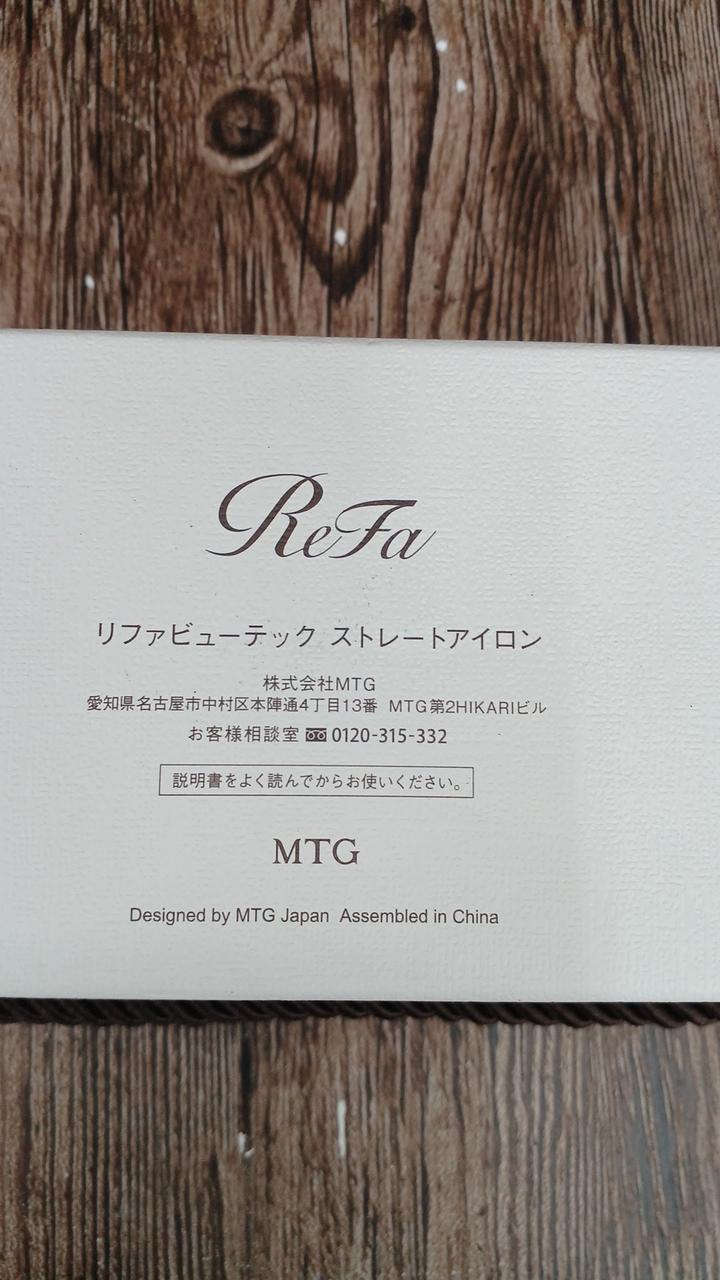 ReFa
リファビューテック ストレートアイロン
株式会社MTG
愛知県名古屋市中村区本陣通4丁目13番 MTG第2HIKARIビル
お客様相談室 0120-315-332
説明書をよく読んでからお使いください。
MTG
Designed by MTG Japan Assembled in China